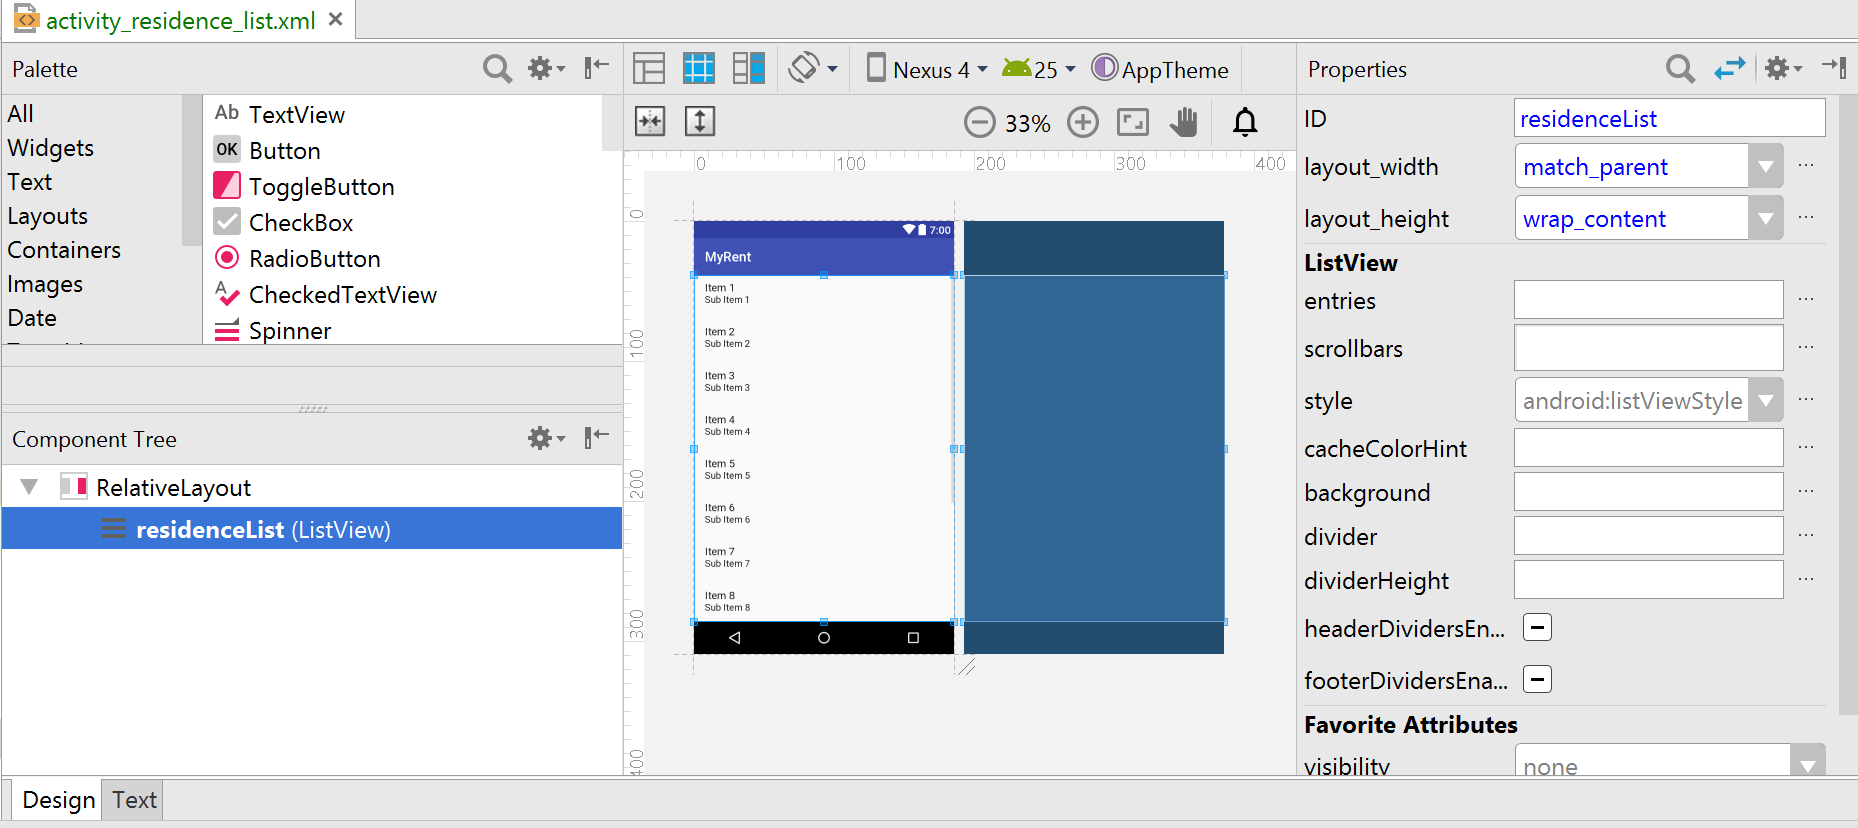 activity_residence_list.xml
Palette
All
Widgets
Text
Layouts
Containers
Images
Date
Ab TextView
OK Button
ToggleButton
CheckBox
RadioButton
CheckedTextView
Spinner
Component Tree
RelativeLayout
residenceList (ListView)
Nexus 4
25
AppTheme
33%
0 100 200 300 400
0
100
200
300
400
7:00
MyRent
Item 1
Sub Item 1
Item 2
Sub Item 2
Item 3
Sub Item 3
Item 4
Sub Item 4
Item 5
Sub Item 5
Item 6
Sub Item 6
Item 7
Sub Item 7
Item 8
Sub Item 8
Properties
ID residenceList
layout_width match_parent ...
layout_height wrap_content ...
ListView
entries ...
scrollbars ...
style android:listViewStyle ...
cacheColorHint ...
background ...
divider ...
dividerHeight ...
headerDividersEn...
footerDividersEna...
Favorite Attributes
visibility none
Design Text